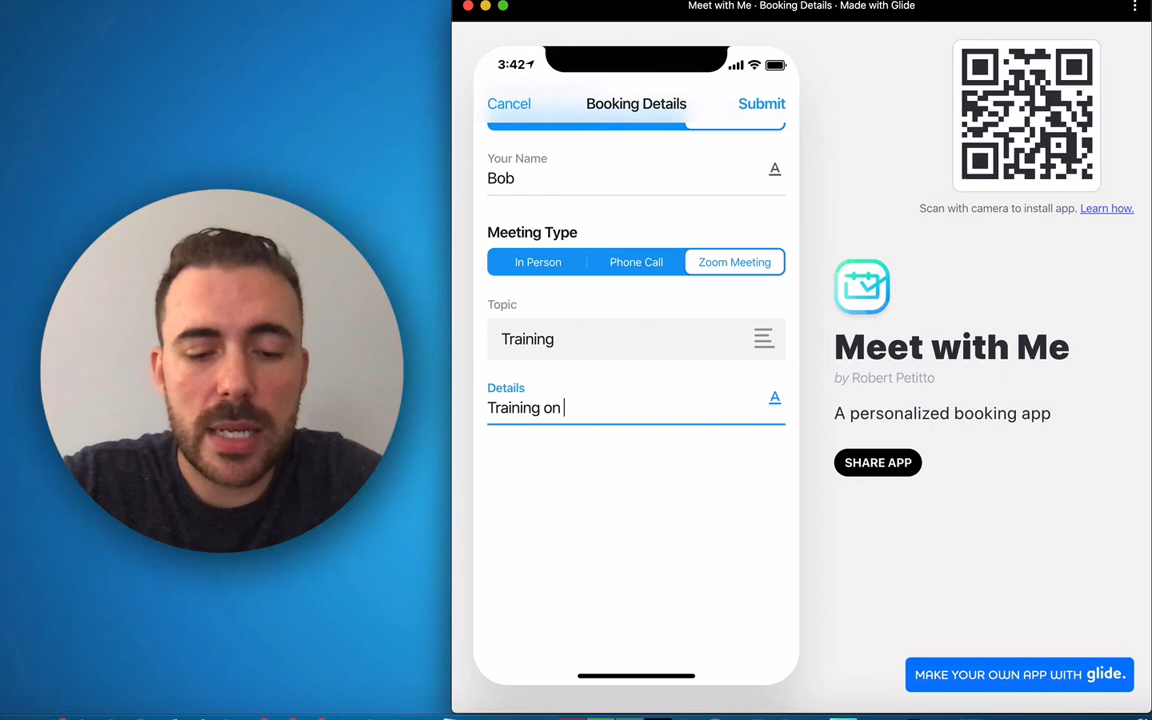 Meet with Me · Booking Details · Made with Glide
3:42
Cancel
Booking Details
Submit
Your Name
Bob
A
Meeting Type
In Person
Phone Call
Zoom Meeting
Topic
Training
Details
Training on
A
Scan with camera to install app. Learn how.
Meet with Me
by Robert Petitto
A personalized booking app
SHARE APP
MAKE YOUR OWN APP WITH glide.